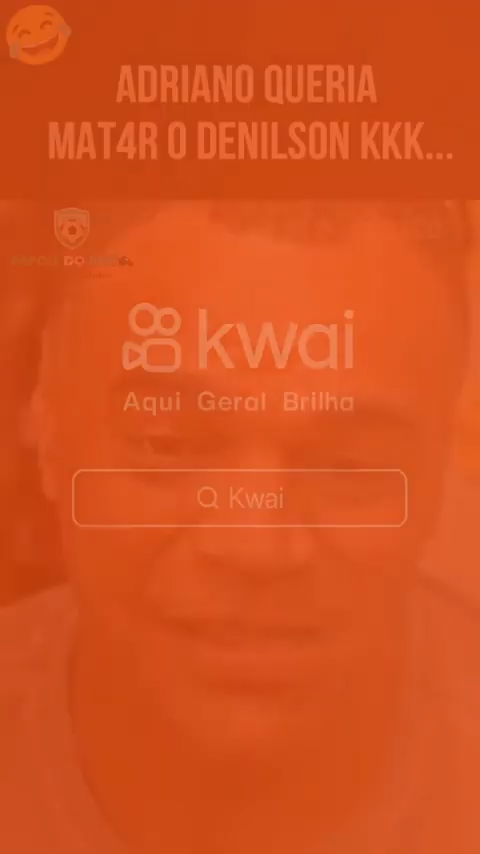 ADRIANO QUERIA
MAT4R O DENILSON KKK...
kwai
Aqui Geral Brilha
Kwai